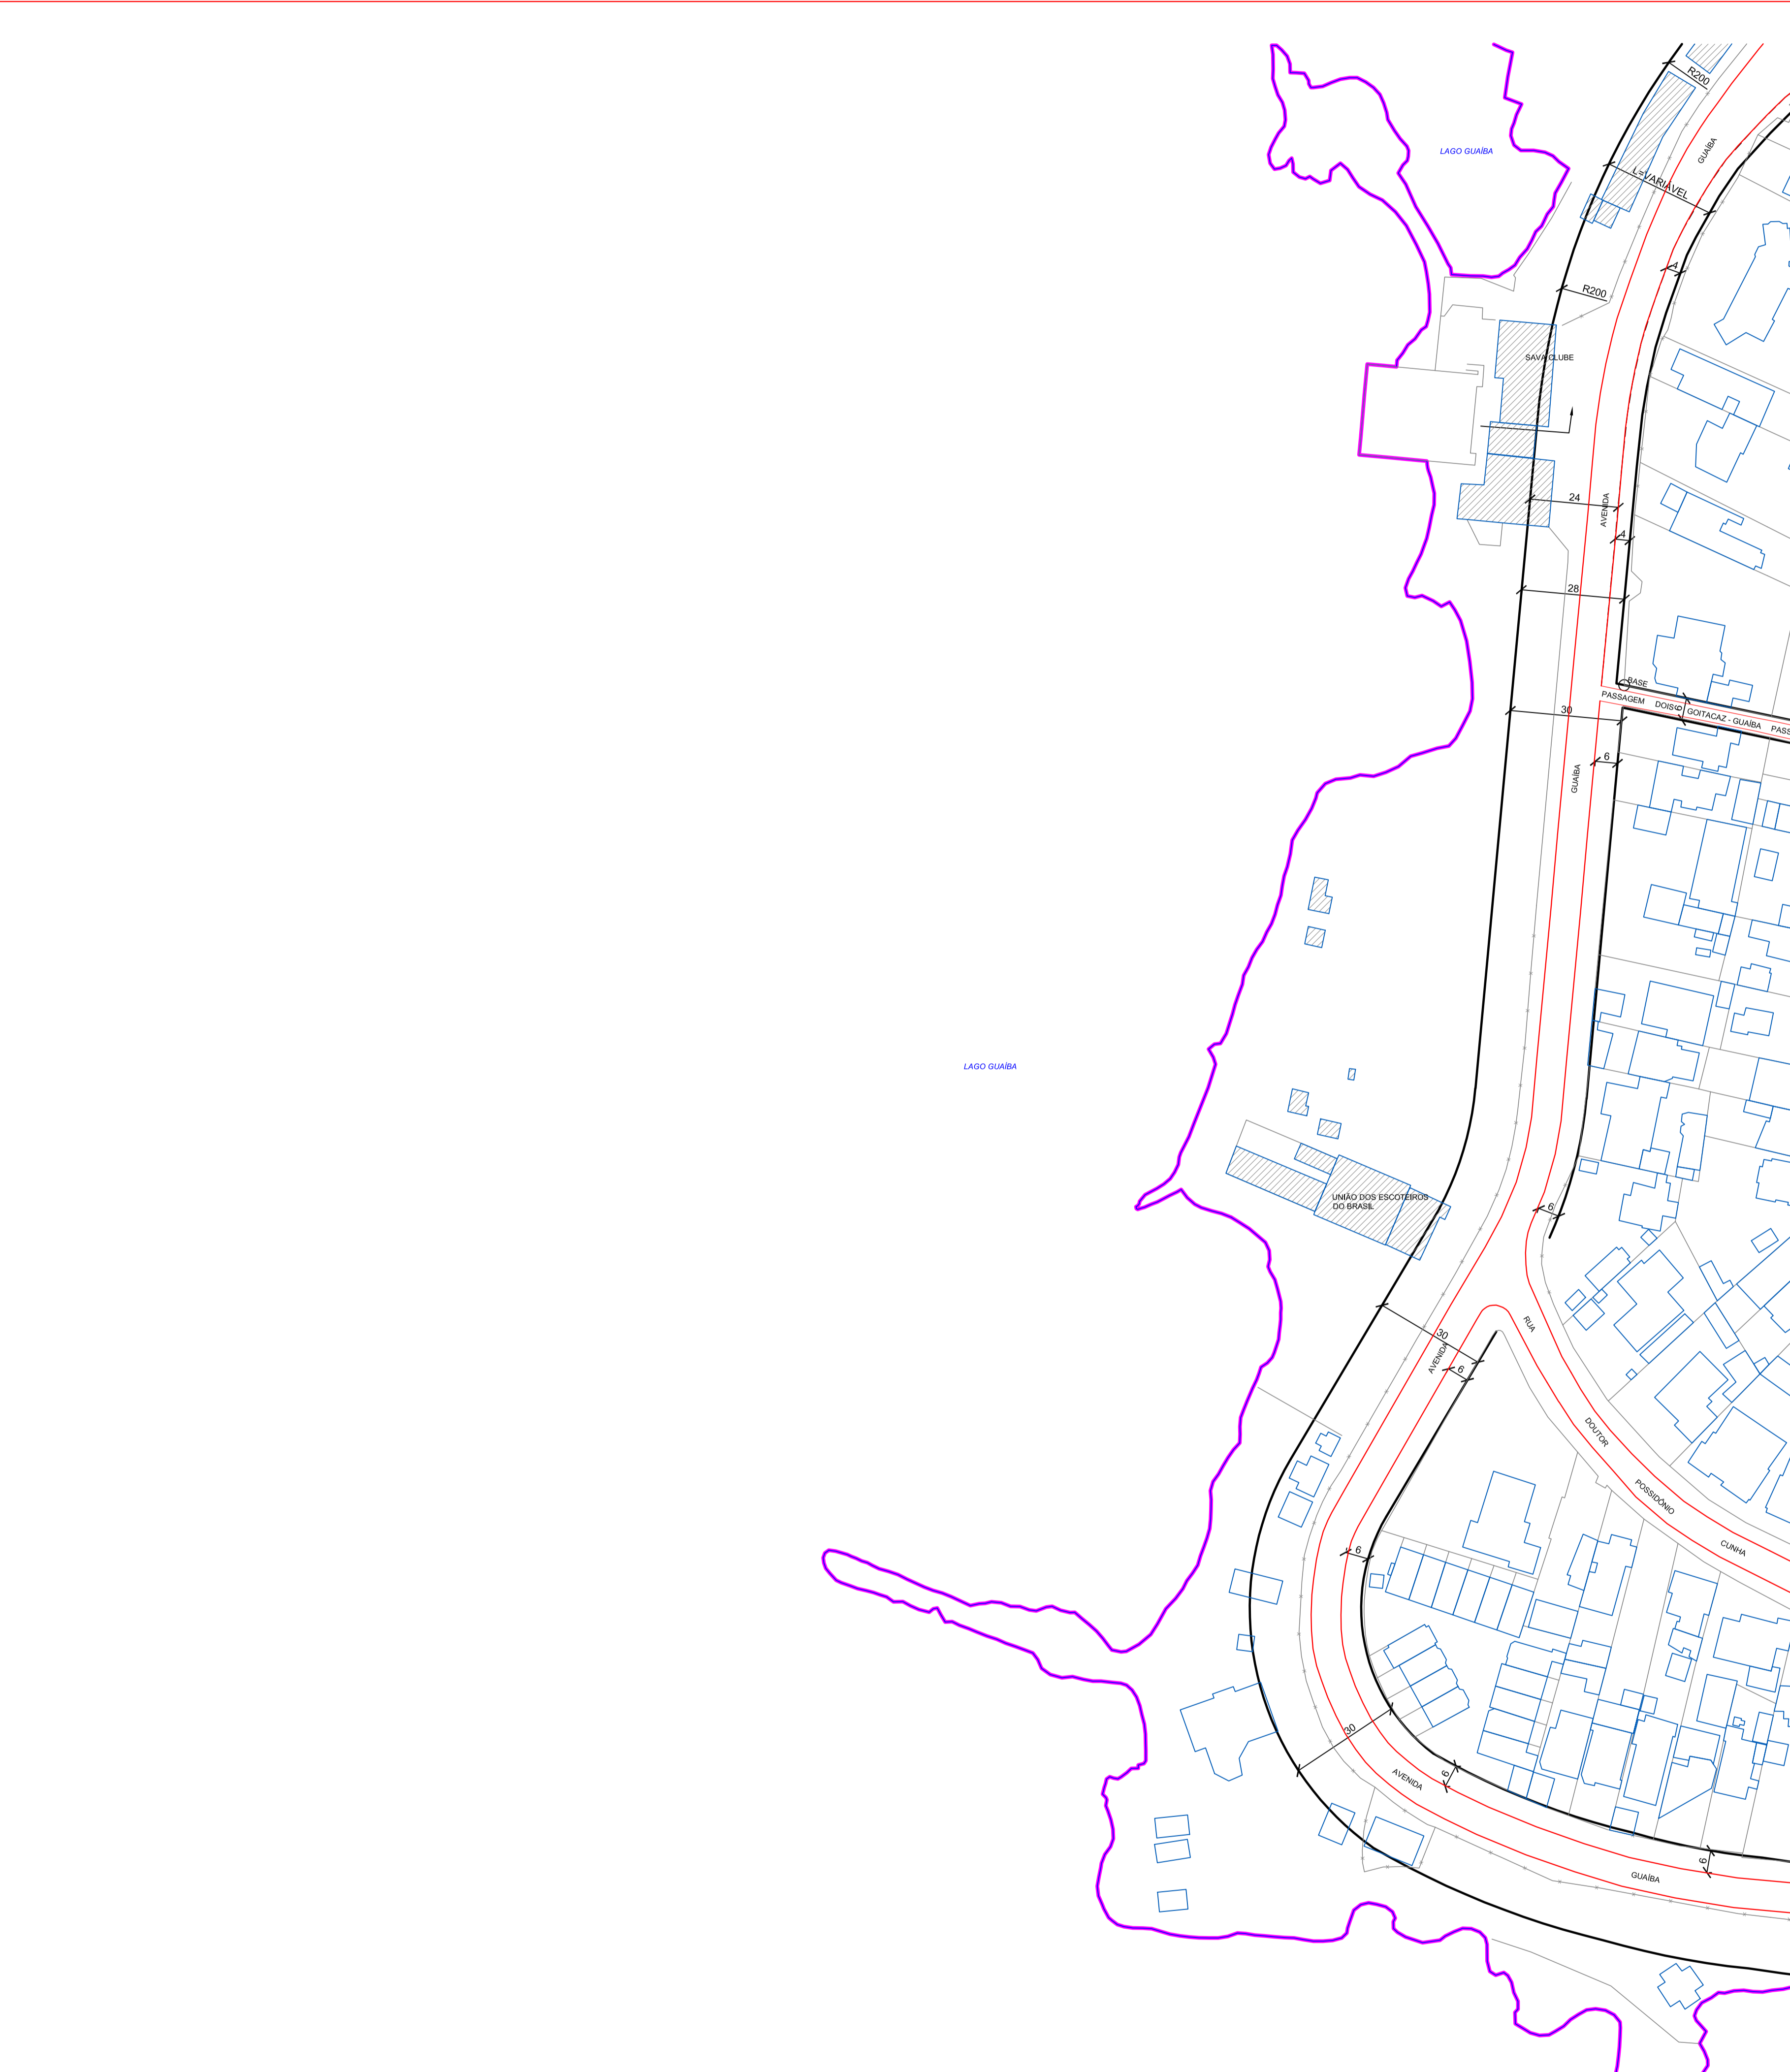 R200
LAGO GUAÍBA
GUAÍBA
L=VARIÁVEL
4
R200
SAVA CLUBE
24
AVENIDA
4
28
BASE
PASSAGEM DOIS
6
GOITACAZ - GUAÍBA PASS
30
6
GUAÍBA
LAGO GUAÍBA
UNIÃO DOS ESCOTEIROS
DO BRASIL
6
RUA
30
AVENIDA
6
DOUTOR
POSSIDÔNIO
CUNHA
6
30
AVENIDA
6
6
GUAÍBA